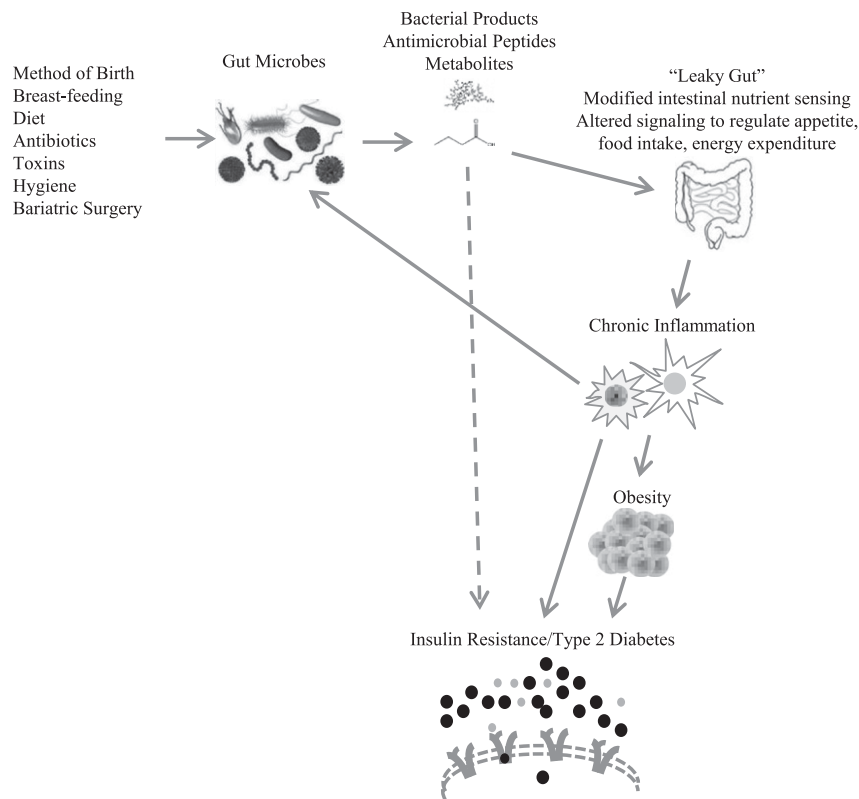 Method of Birth
Breast-feeding
Diet
Antibiotics
Toxins
Hygiene
Bariatric Surgery
Gut Microbes
Bacterial Products
Antimicrobial Peptides
Metabolites
O
OH
“Leaky Gut”
Modified intestinal nutrient sensing
Altered signaling to regulate appetite,
food intake, energy expenditure
Chronic Inflammation
Obesity
Insulin Resistance/Type 2 Diabetes